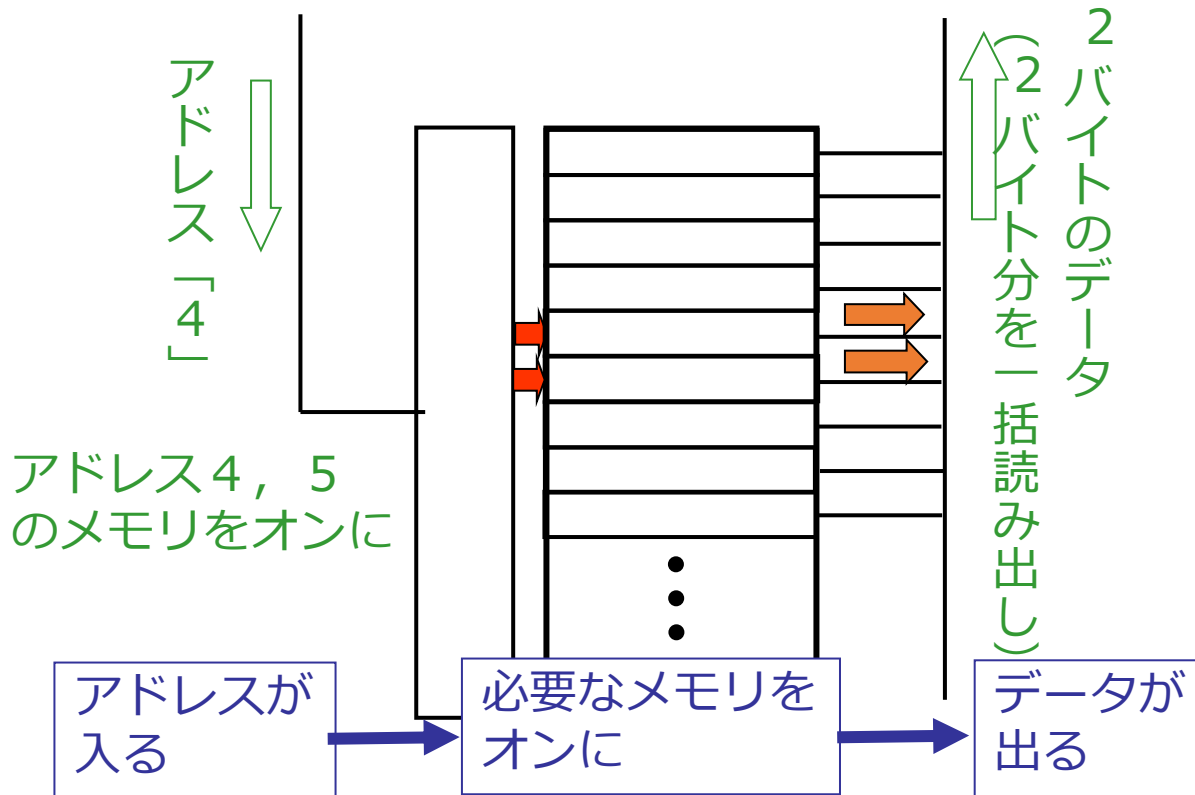 アドレス「4」
2バイトのデータ
(2バイト分を一括読み出し)
アドレス4，5
のメモリをオンに
アドレスが
入る
必要なメモリを
オンに
データが
出る